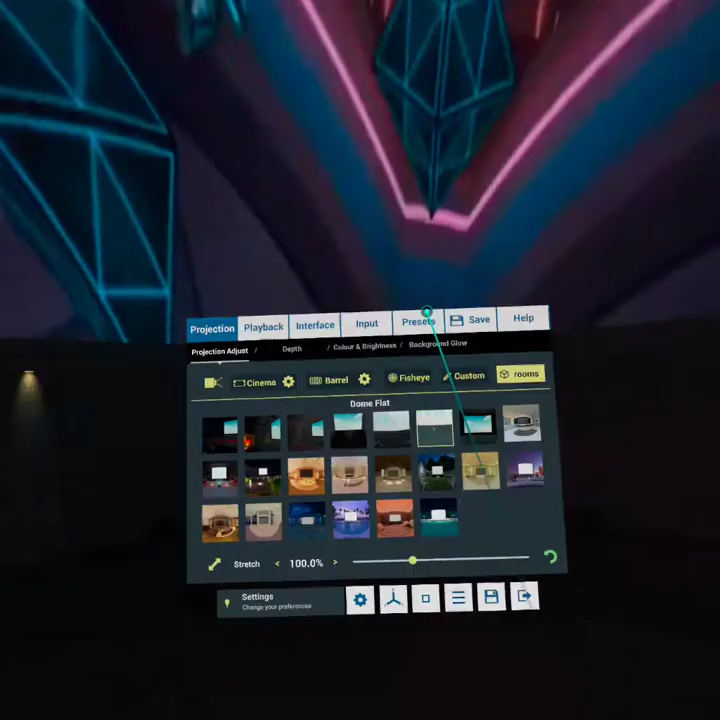 Projection Playback Interface Input Presets Save Help
Projection Adjust / Depth / Colour & Brightness / Background Glow
Cinema Barrel Fisheye Custom rooms
Dome Flat
Stretch < 100.0% >
Settings
Change your preferences